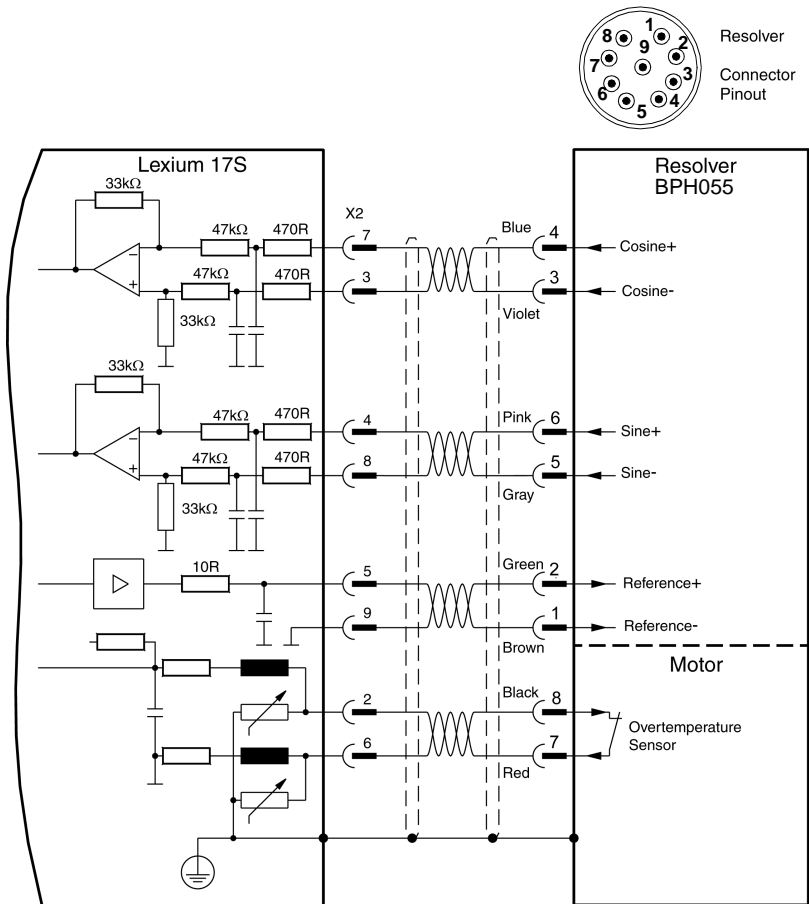 1
8
Resolver
9
2
7
3
Connector
6
Pinout
5
4
Lexium 17S
Resolver
BPH055
33kΩ
X2
47kΩ
470R
7
Blue
4
Cosine+
−
47kΩ
470R
3
3
Cosine-
+
Violet
33kΩ
33kΩ
47kΩ
470R
4
Pink
6
Sine+
−
47kΩ
470R
8
5
Sine-
+
Gray
33kΩ
10R
5
Green
2
Reference+
9
1
Reference-
Brown
Motor
2
Black
8
Overtemperature
Sensor
6
7
Red